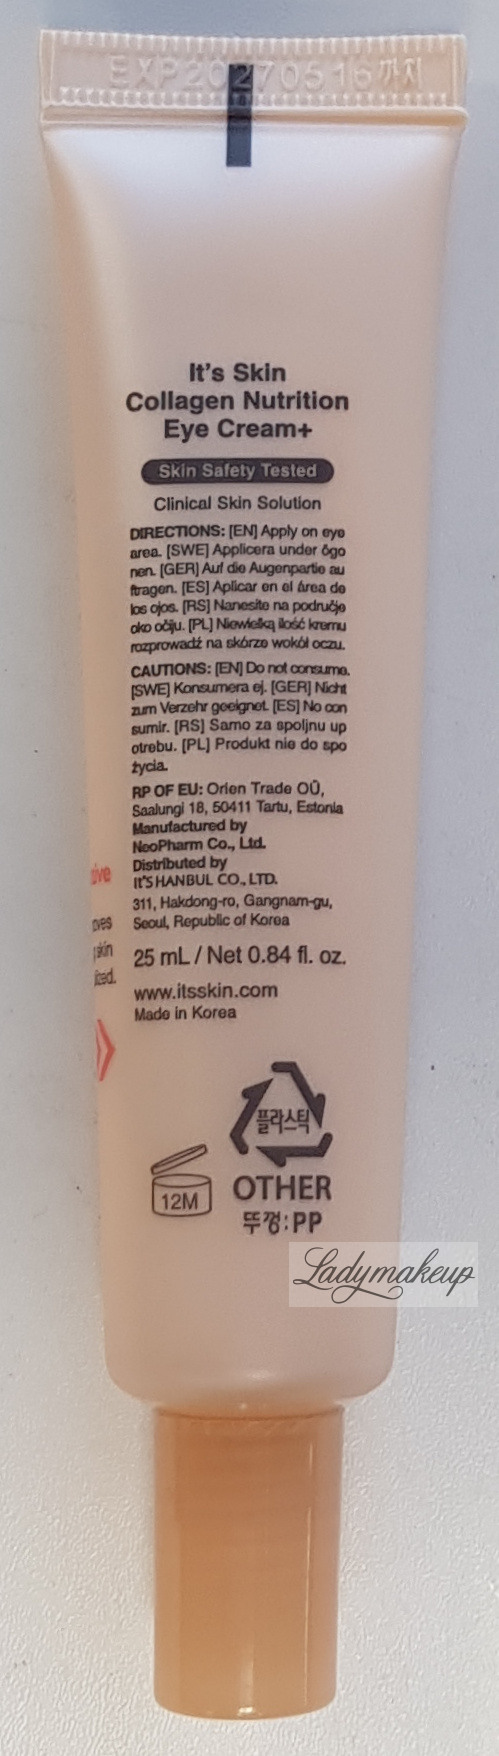 EXP20270516까지
It's Skin
Collagen Nutrition
Eye Cream+
Skin Safety Tested
Clinical Skin Solution
DIRECTIONS: [EN] Apply on eye
area. [SWE] Applicera under ögo
nen. [GER] Auf die Augenpartie au
ftragen. [ES] Aplicar en el área de
los ojos. [RS] Nanesite na područje
oko očiju. [PL] Niewielką ilość kremu
rozprowadź na skórze wokół oczu.
CAUTIONS: [EN] Do not consume.
[SWE] Konsumera ej. [GER] Nicht
zum Verzehr geeignet. [ES] No con
sumir. [RS] Samo za spoljnu up
otrebu. [PL] Produkt nie do spo
życia.
RP OF EU: Orien Trade OÜ,
Saalungi 18, 50411 Tartu, Estonia
Manufactured by
NeoPharm Co., Ltd.
Distributed by
It'S HANBUL CO., LTD.
311, Hakdong-ro, Gangnam-gu,
Seoul, Republic of Korea
25 mL / Net 0.84 fl. oz.
www.itsskin.com
Made in Korea
skin
플라스틱
12M
OTHER
뚜껑:PP
Ladymakeup